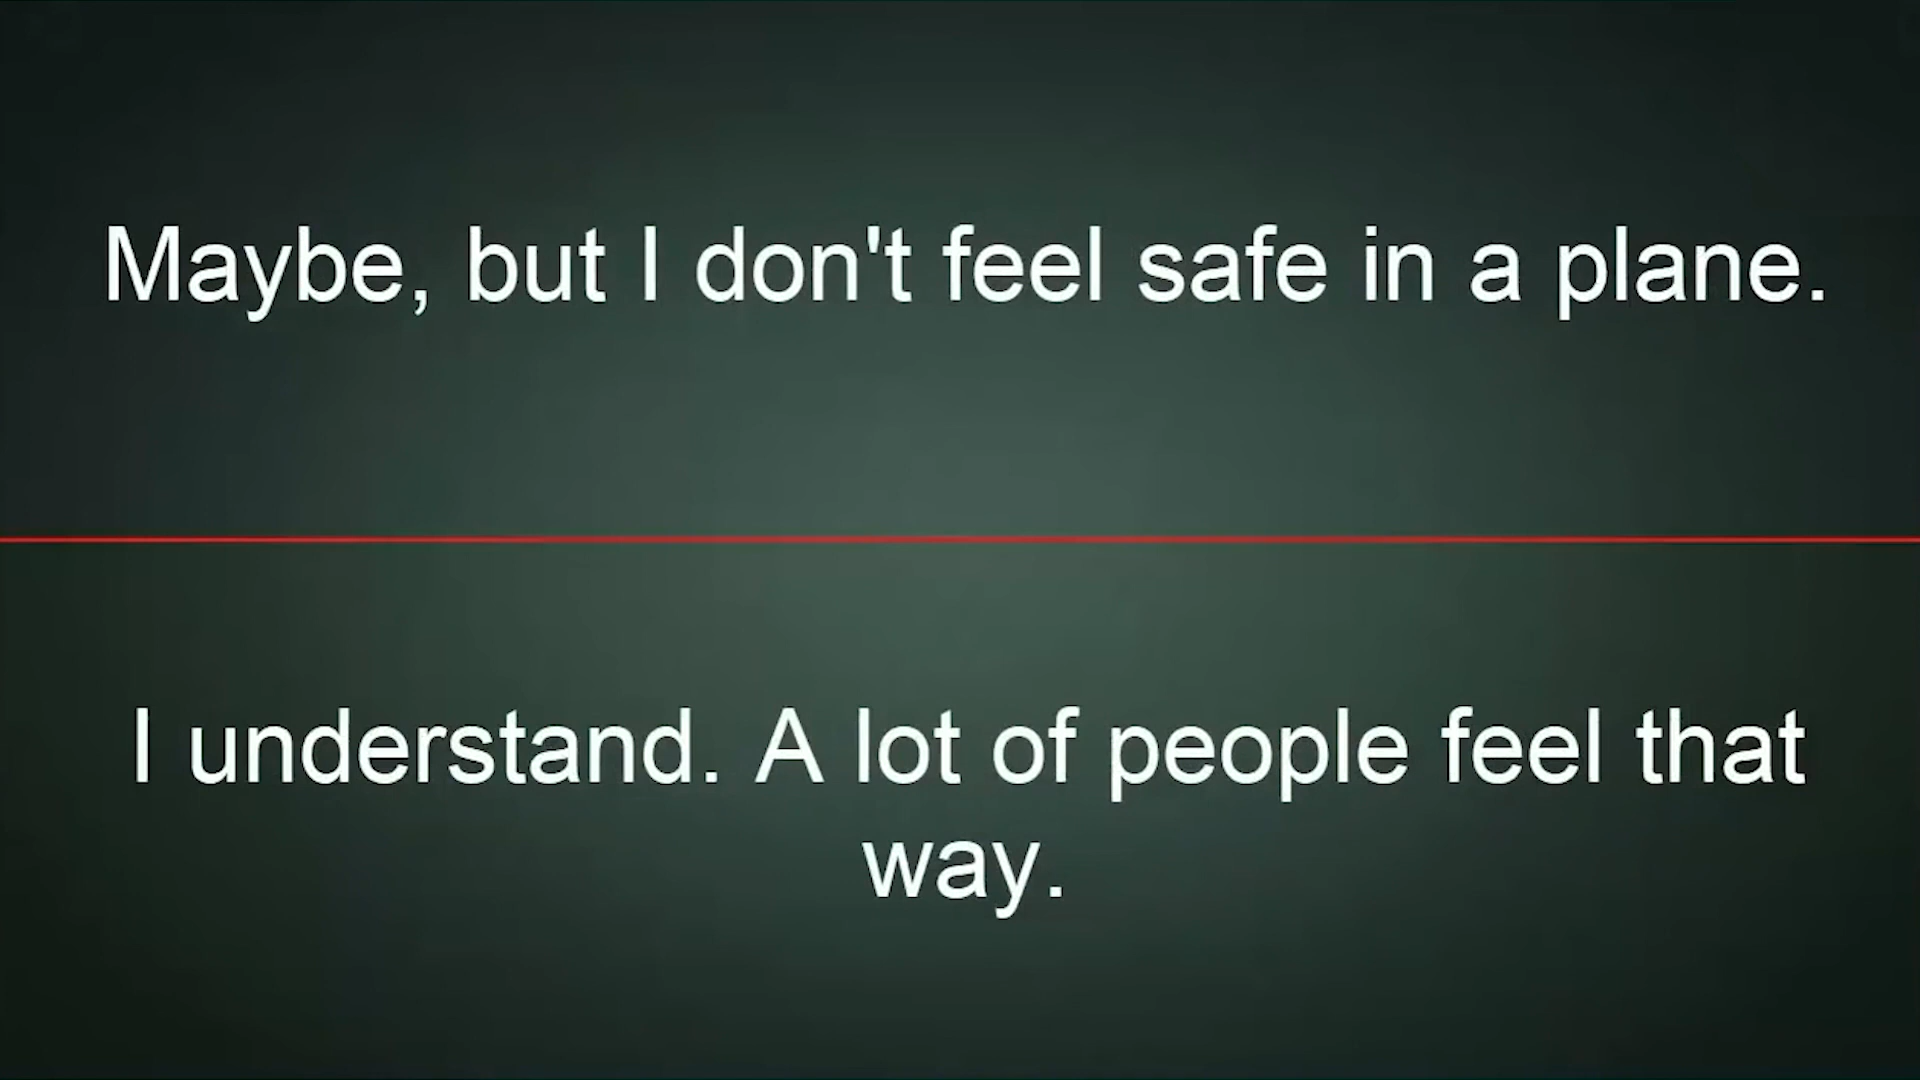 Maybe, but I don't feel safe in a plane.
I understand. A lot of people feel that
way.